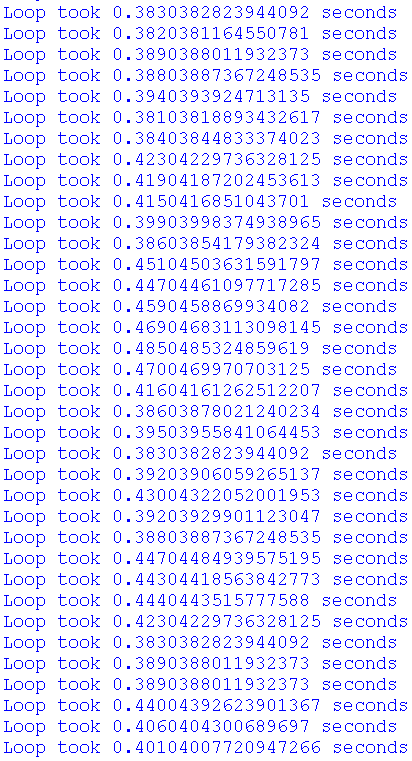 Loop took 0.3830382823944092 seconds
Loop took 0.3820381164550781 seconds
Loop took 0.3890388011932373 seconds
Loop took 0.38803887367248535 seconds
Loop took 0.3940393924713135 seconds
Loop took 0.38103818893432617 seconds
Loop took 0.38403844833374023 seconds
Loop took 0.42304229736328125 seconds
Loop took 0.41904187202453613 seconds
Loop took 0.4150416851043701 seconds
Loop took 0.39903998374938965 seconds
Loop took 0.38603854179382324 seconds
Loop took 0.45104503631591797 seconds
Loop took 0.44704461097717285 seconds
Loop took 0.4590458869934082 seconds
Loop took 0.46904683113098145 seconds
Loop took 0.4850485324859619 seconds
Loop took 0.4700469970703125 seconds
Loop took 0.41604161262512207 seconds
Loop took 0.38603878021240234 seconds
Loop took 0.39503955841064453 seconds
Loop took 0.3830382823944092 seconds
Loop took 0.39203906059265137 seconds
Loop took 0.43004322052001953 seconds
Loop took 0.39203929901123047 seconds
Loop took 0.38803887367248535 seconds
Loop took 0.44704484939575195 seconds
Loop took 0.44304418563842773 seconds
Loop took 0.4440443515777588 seconds
Loop took 0.42304229736328125 seconds
Loop took 0.3830382823944092 seconds
Loop took 0.3890388011932373 seconds
Loop took 0.3890388011932373 seconds
Loop took 0.44004392623901367 seconds
Loop took 0.4060404300689697 seconds
Loop took 0.40104007720947266 seconds